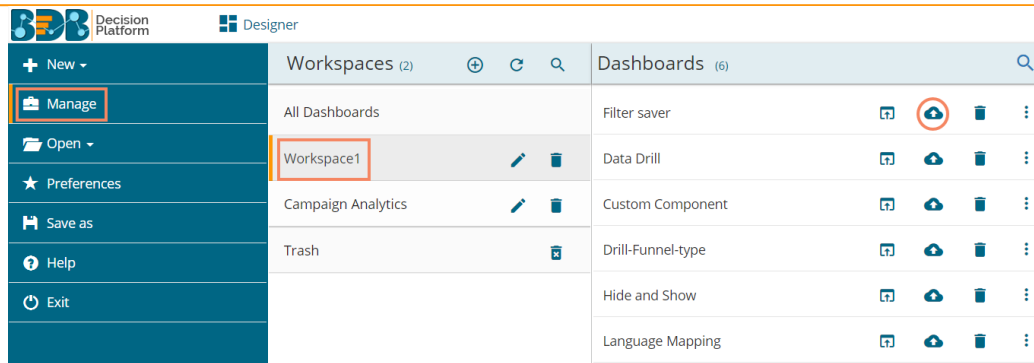 BDB Decision
Platform
Designer
New
Manage
Open
Preferences
Save as
Help
Exit
Workspaces (2)
All Dashboards
Workspace1
Campaign Analytics
Trash
Dashboards (6)
Filter saver
Data Drill
Custom Component
Drill-Funnel-type
Hide and Show
Language Mapping